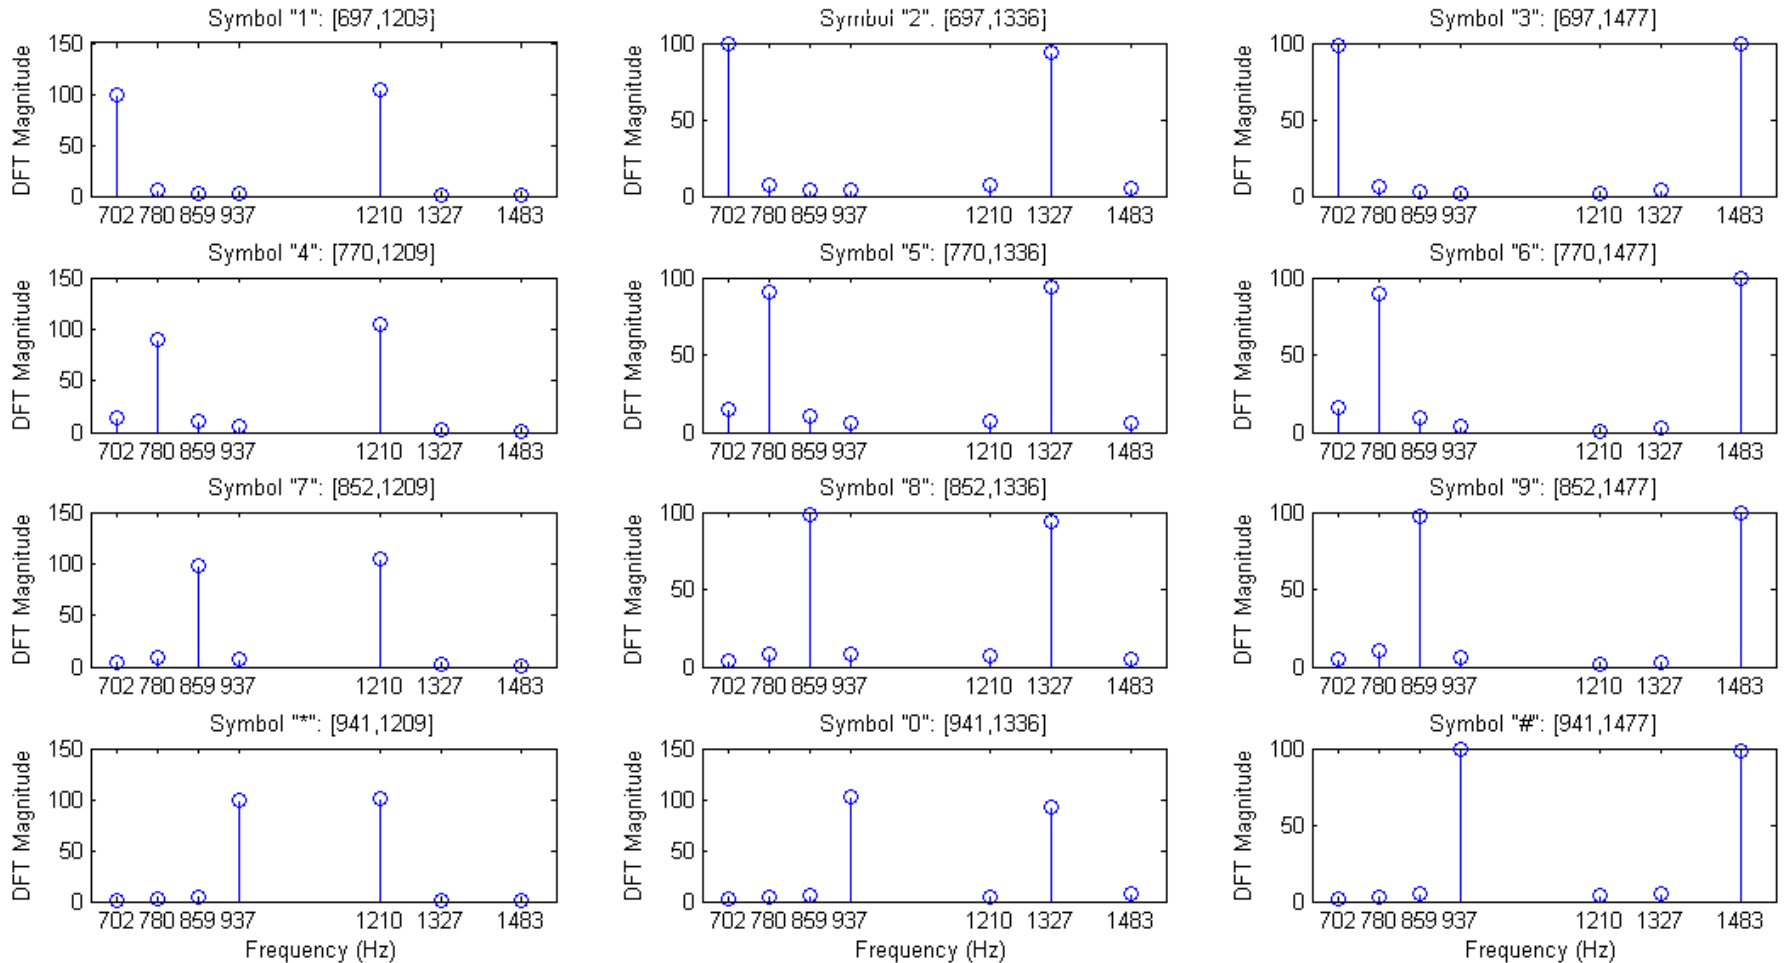 Symbol "1": [697,1209]
Symbol "2": [697,1336]
Symbol "3": [697,1477]
150
100
50
0
DFT Magnitude
702 780 859 937 1210 1327 1483
100
50
0
DFT Magnitude
702 780 859 937 1210 1327 1483
100
50
0
DFT Magnitude
702 780 859 937 1210 1327 1483
Symbol "4": [770,1209]
Symbol "5": [770,1336]
Symbol "6": [770,1477]
150
100
50
0
DFT Magnitude
702 780 859 937 1210 1327 1483
100
50
0
DFT Magnitude
702 780 859 937 1210 1327 1483
100
50
0
DFT Magnitude
702 780 859 937 1210 1327 1483
Symbol "7": [852,1209]
Symbol "8": [852,1336]
Symbol "9": [852,1477]
150
100
50
0
DFT Magnitude
702 780 859 937 1210 1327 1483
100
50
0
DFT Magnitude
702 780 859 937 1210 1327 1483
100
50
0
DFT Magnitude
702 780 859 937 1210 1327 1483
Symbol "*": [941,1209]
Symbol "0": [941,1336]
Symbol "#": [941,1477]
150
100
50
0
DFT Magnitude
702 780 859 937 1210 1327 1483
Frequency (Hz)
150
100
50
0
DFT Magnitude
702 780 859 937 1210 1327 1483
Frequency (Hz)
100
50
0
DFT Magnitude
702 780 859 937 1210 1327 1483
Frequency (Hz)